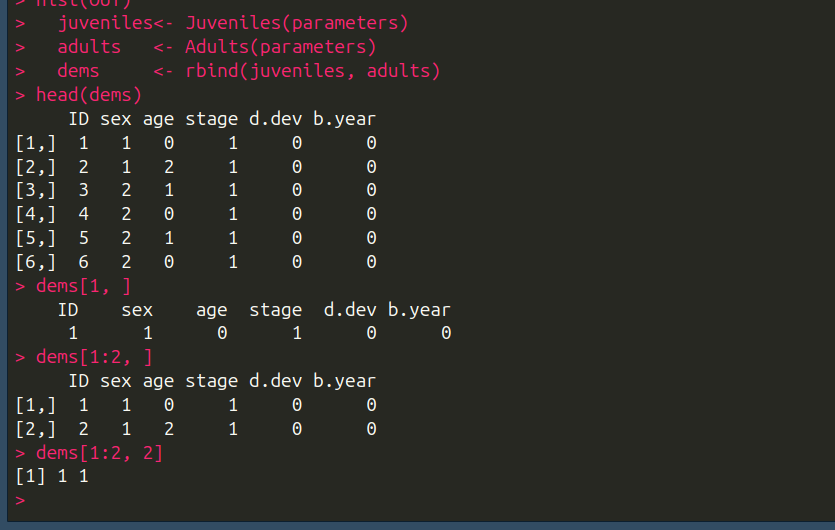 > hist(out)
>   juveniles<- Juveniles(parameters)
>   adults   <- Adults(parameters)
>   dems     <- rbind(juveniles, adults)
> head(dems)
     ID sex age stage d.dev b.year
[1,]  1   1   0     1     0      0
[2,]  2   1   2     1     0      0
[3,]  3   2   1     1     0      0
[4,]  4   2   0     1     0      0
[5,]  5   2   1     1     0      0
[6,]  6   2   0     1     0      0
> dems[1, ]
    ID    sex    age  stage  d.dev b.year
     1      1      0      1      0      0
> dems[1:2, ]
     ID sex age stage d.dev b.year
[1,]  1   1   0     1     0      0
[2,]  2   1   2     1     0      0
> dems[1:2, 2]
[1] 1 1
>